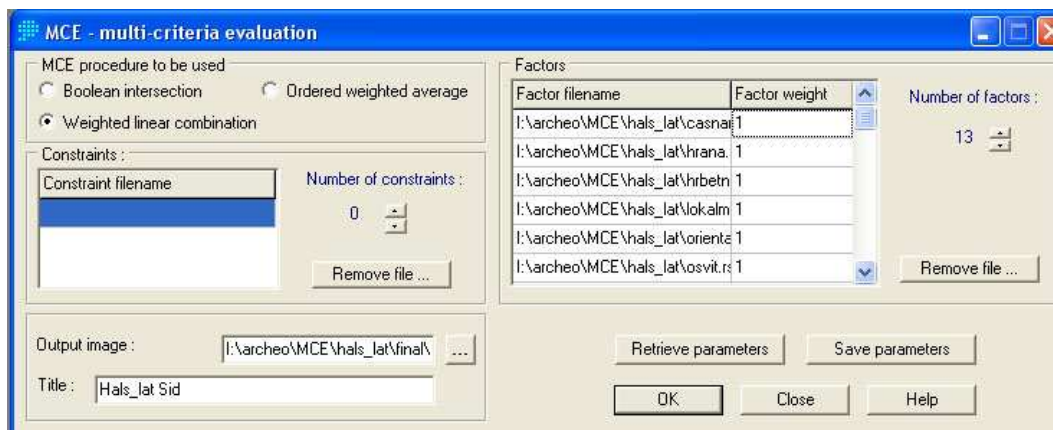 MCE - multi-criteria evaluation
MCE procedure to be used
Boolean intersection
Ordered weighted average
Weighted linear combination
Constraints :
Constraint filename
Number of constraints :
0
Remove file ...
Output image :
I:\archeo\MCE\hals_lat\final\
...
Title :
Hals_lat Sid
Factors
Factor filename
Factor weight
I:\archeo\MCE\hals_lat\casnar 1
I:\archeo\MCE\hals_lat\hrana. 1
I:\archeo\MCE\hals_lat\hrbetn 1
I:\archeo\MCE\hals_lat\lokalm 1
I:\archeo\MCE\hals_lat\orienta 1
I:\archeo\MCE\hals_lat\osvit.rs 1
Number of factors :
13
Remove file ...
Retrieve parameters
Save parameters
OK
Close
Help